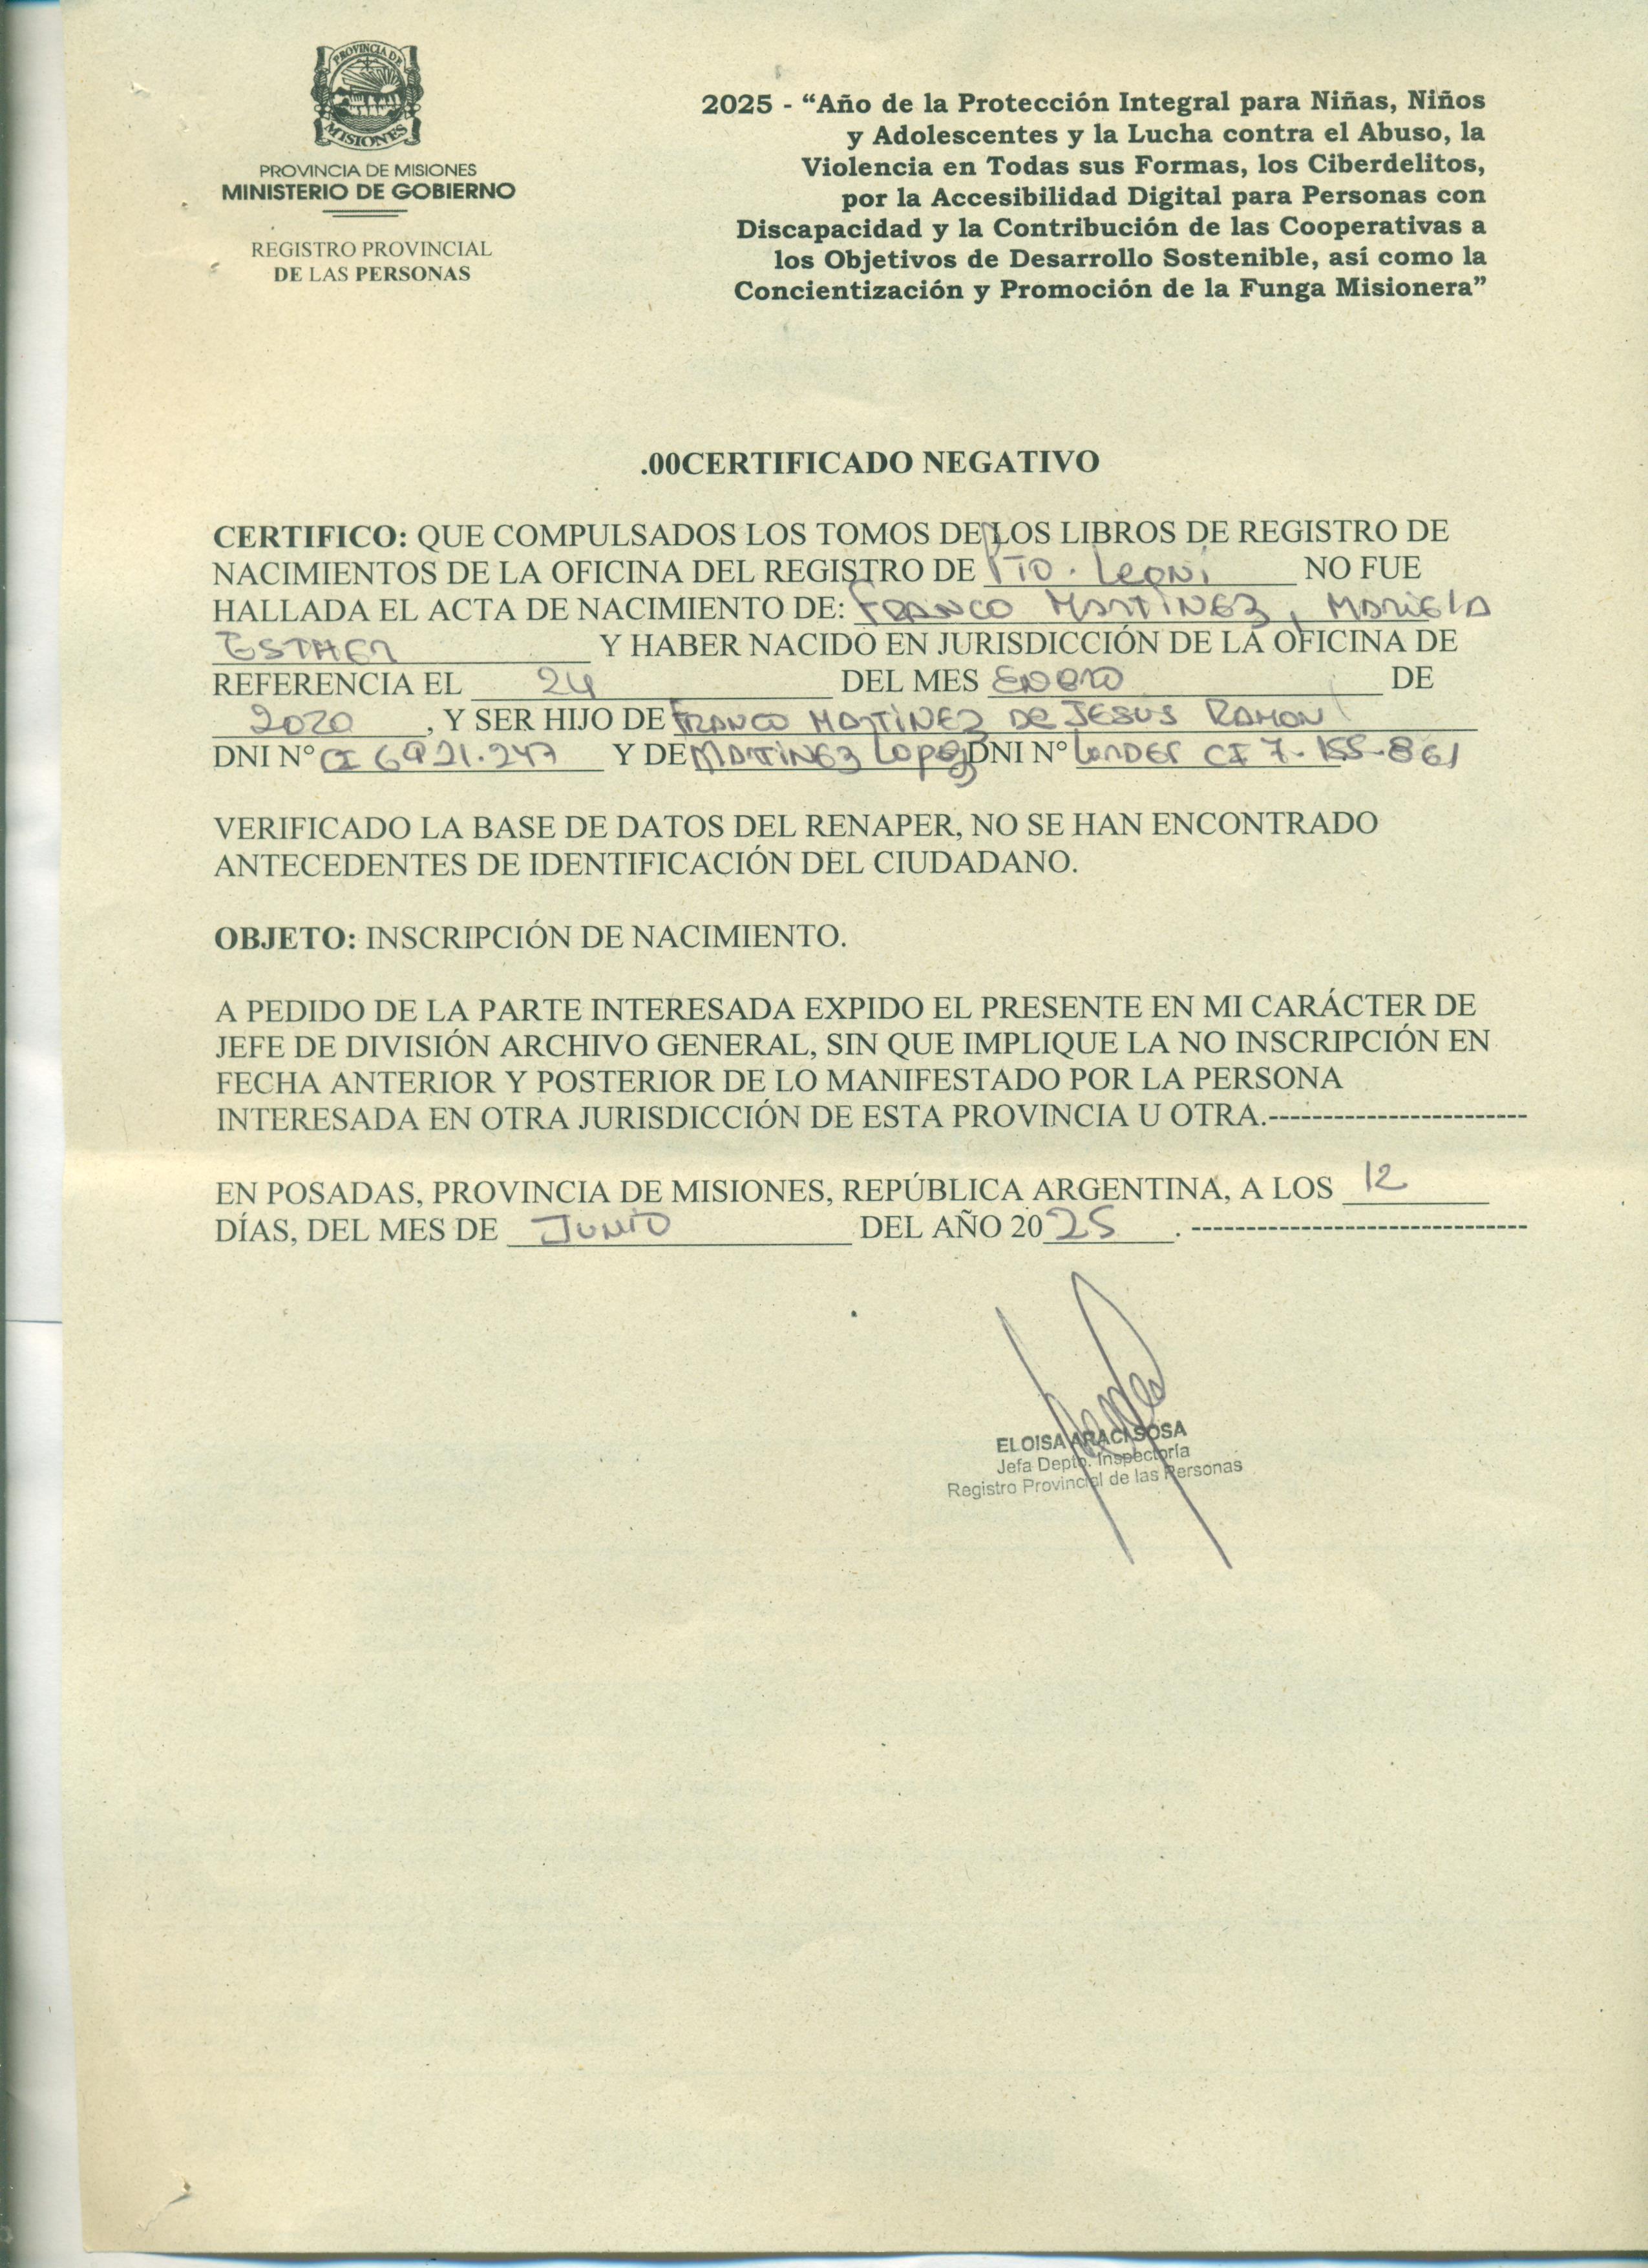 PROVINCIA DE
MISIONES
PROVINCIA DE MISIONES
MINISTERIO DE GOBIERNO
REGISTRO PROVINCIAL
DE LAS PERSONAS
2025 - “Año de la Protección Integral para Niñas, Niños
y Adolescentes y la Lucha contra el Abuso, la
Violencia en Todas sus Formas, los Ciberdelitos,
por la Accesibilidad Digital para Personas con
Discapacidad y la Contribución de las Cooperativas a
los Objetivos de Desarrollo Sostenible, así como la
Concientización y Promoción de la Funga Misionera”
.00CERTIFICADO NEGATIVO
CERTIFICO: QUE COMPULSADOS LOS TOMOS DE LOS LIBROS DE REGISTRO DE
NACIMIENTOS DE LA OFICINA DEL REGISTRO DE PTO. Leoni NO FUE
HALLADA EL ACTA DE NACIMIENTO DE: FRANCO MARTINEZ, MARIELA
ESTHER Y HABER NACIDO EN JURISDICCIÓN DE LA OFICINA DE
REFERENCIA EL 24 DEL MES ENERO DE
2020, Y SER HIJO DE FRANCO MARTINEZ DE JESUS RAMON
DNI N° CI 6921.247 Y DE MARTINEZ LOPEZ DNI N° CI 7.155.861
VERIFICADO LA BASE DE DATOS DEL RENAPER, NO SE HAN ENCONTRADO
ANTECEDENTES DE IDENTIFICACIÓN DEL CIUDADANO.
OBJETO: INSCRIPCIÓN DE NACIMIENTO.
A PEDIDO DE LA PARTE INTERESADA EXPIDO EL PRESENTE EN MI CARÁCTER DE
JEFE DE DIVISIÓN ARCHIVO GENERAL, SIN QUE IMPLIQUE LA NO INSCRIPCIÓN EN
FECHA ANTERIOR Y POSTERIOR DE LO MANIFESTADO POR LA PERSONA
INTERESADA EN OTRA JURISDICCIÓN DE ESTA PROVINCIA U OTRA.------------------------
EN POSADAS, PROVINCIA DE MISIONES, REPÚBLICA ARGENTINA, A LOS 12
DÍAS, DEL MES DE JUNIO DEL AÑO 2025. -------------------------------
ELOISA ARACI SOSA
Jefa Depto. Inspectoría
Registro Provincial de las Personas